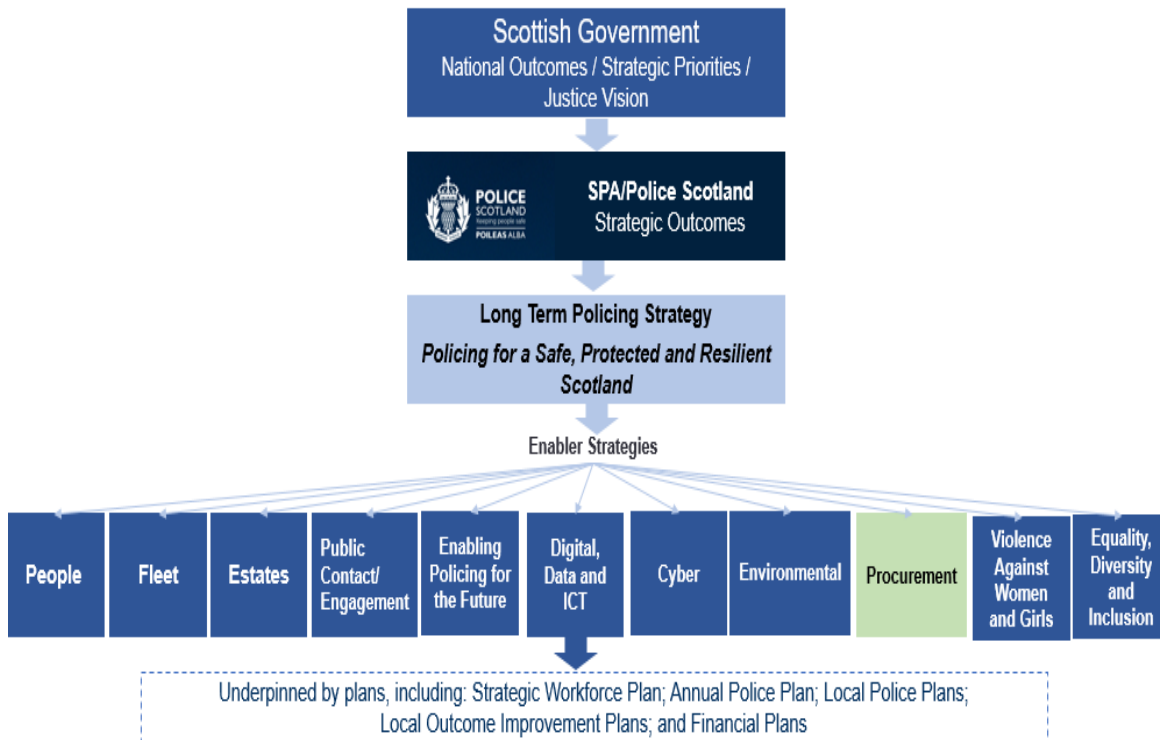 Scottish Government
National Outcomes / Strategic Priorities /
Justice Vision
POLICE
SCOTLAND
Keeping people safe
POILEAS ALBA
SPA/Police Scotland
Strategic Outcomes
Long Term Policing Strategy
Policing for a Safe, Protected and Resilient
Scotland
Enabler Strategies
People
Fleet
Estates
Public
Contact/
Engagement
Enabling
Policing for
the Future
Digital,
Data and
ICT
Cyber
Environmental
Procurement
Violence
Against
Women
and Girls
Equality,
Diversity
and
Inclusion
Underpinned by plans, including: Strategic Workforce Plan; Annual Police Plan; Local Police Plans;
Local Outcome Improvement Plans; and Financial Plans